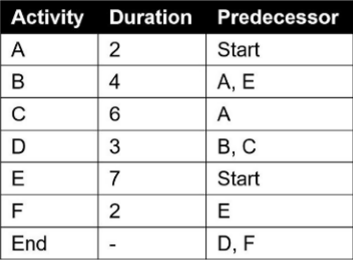 Activity Duration Predecessor
A 2 Start
B 4 A, E
C 6 A
D 3 B, C
E 7 Start
F 2 E
End - D, F